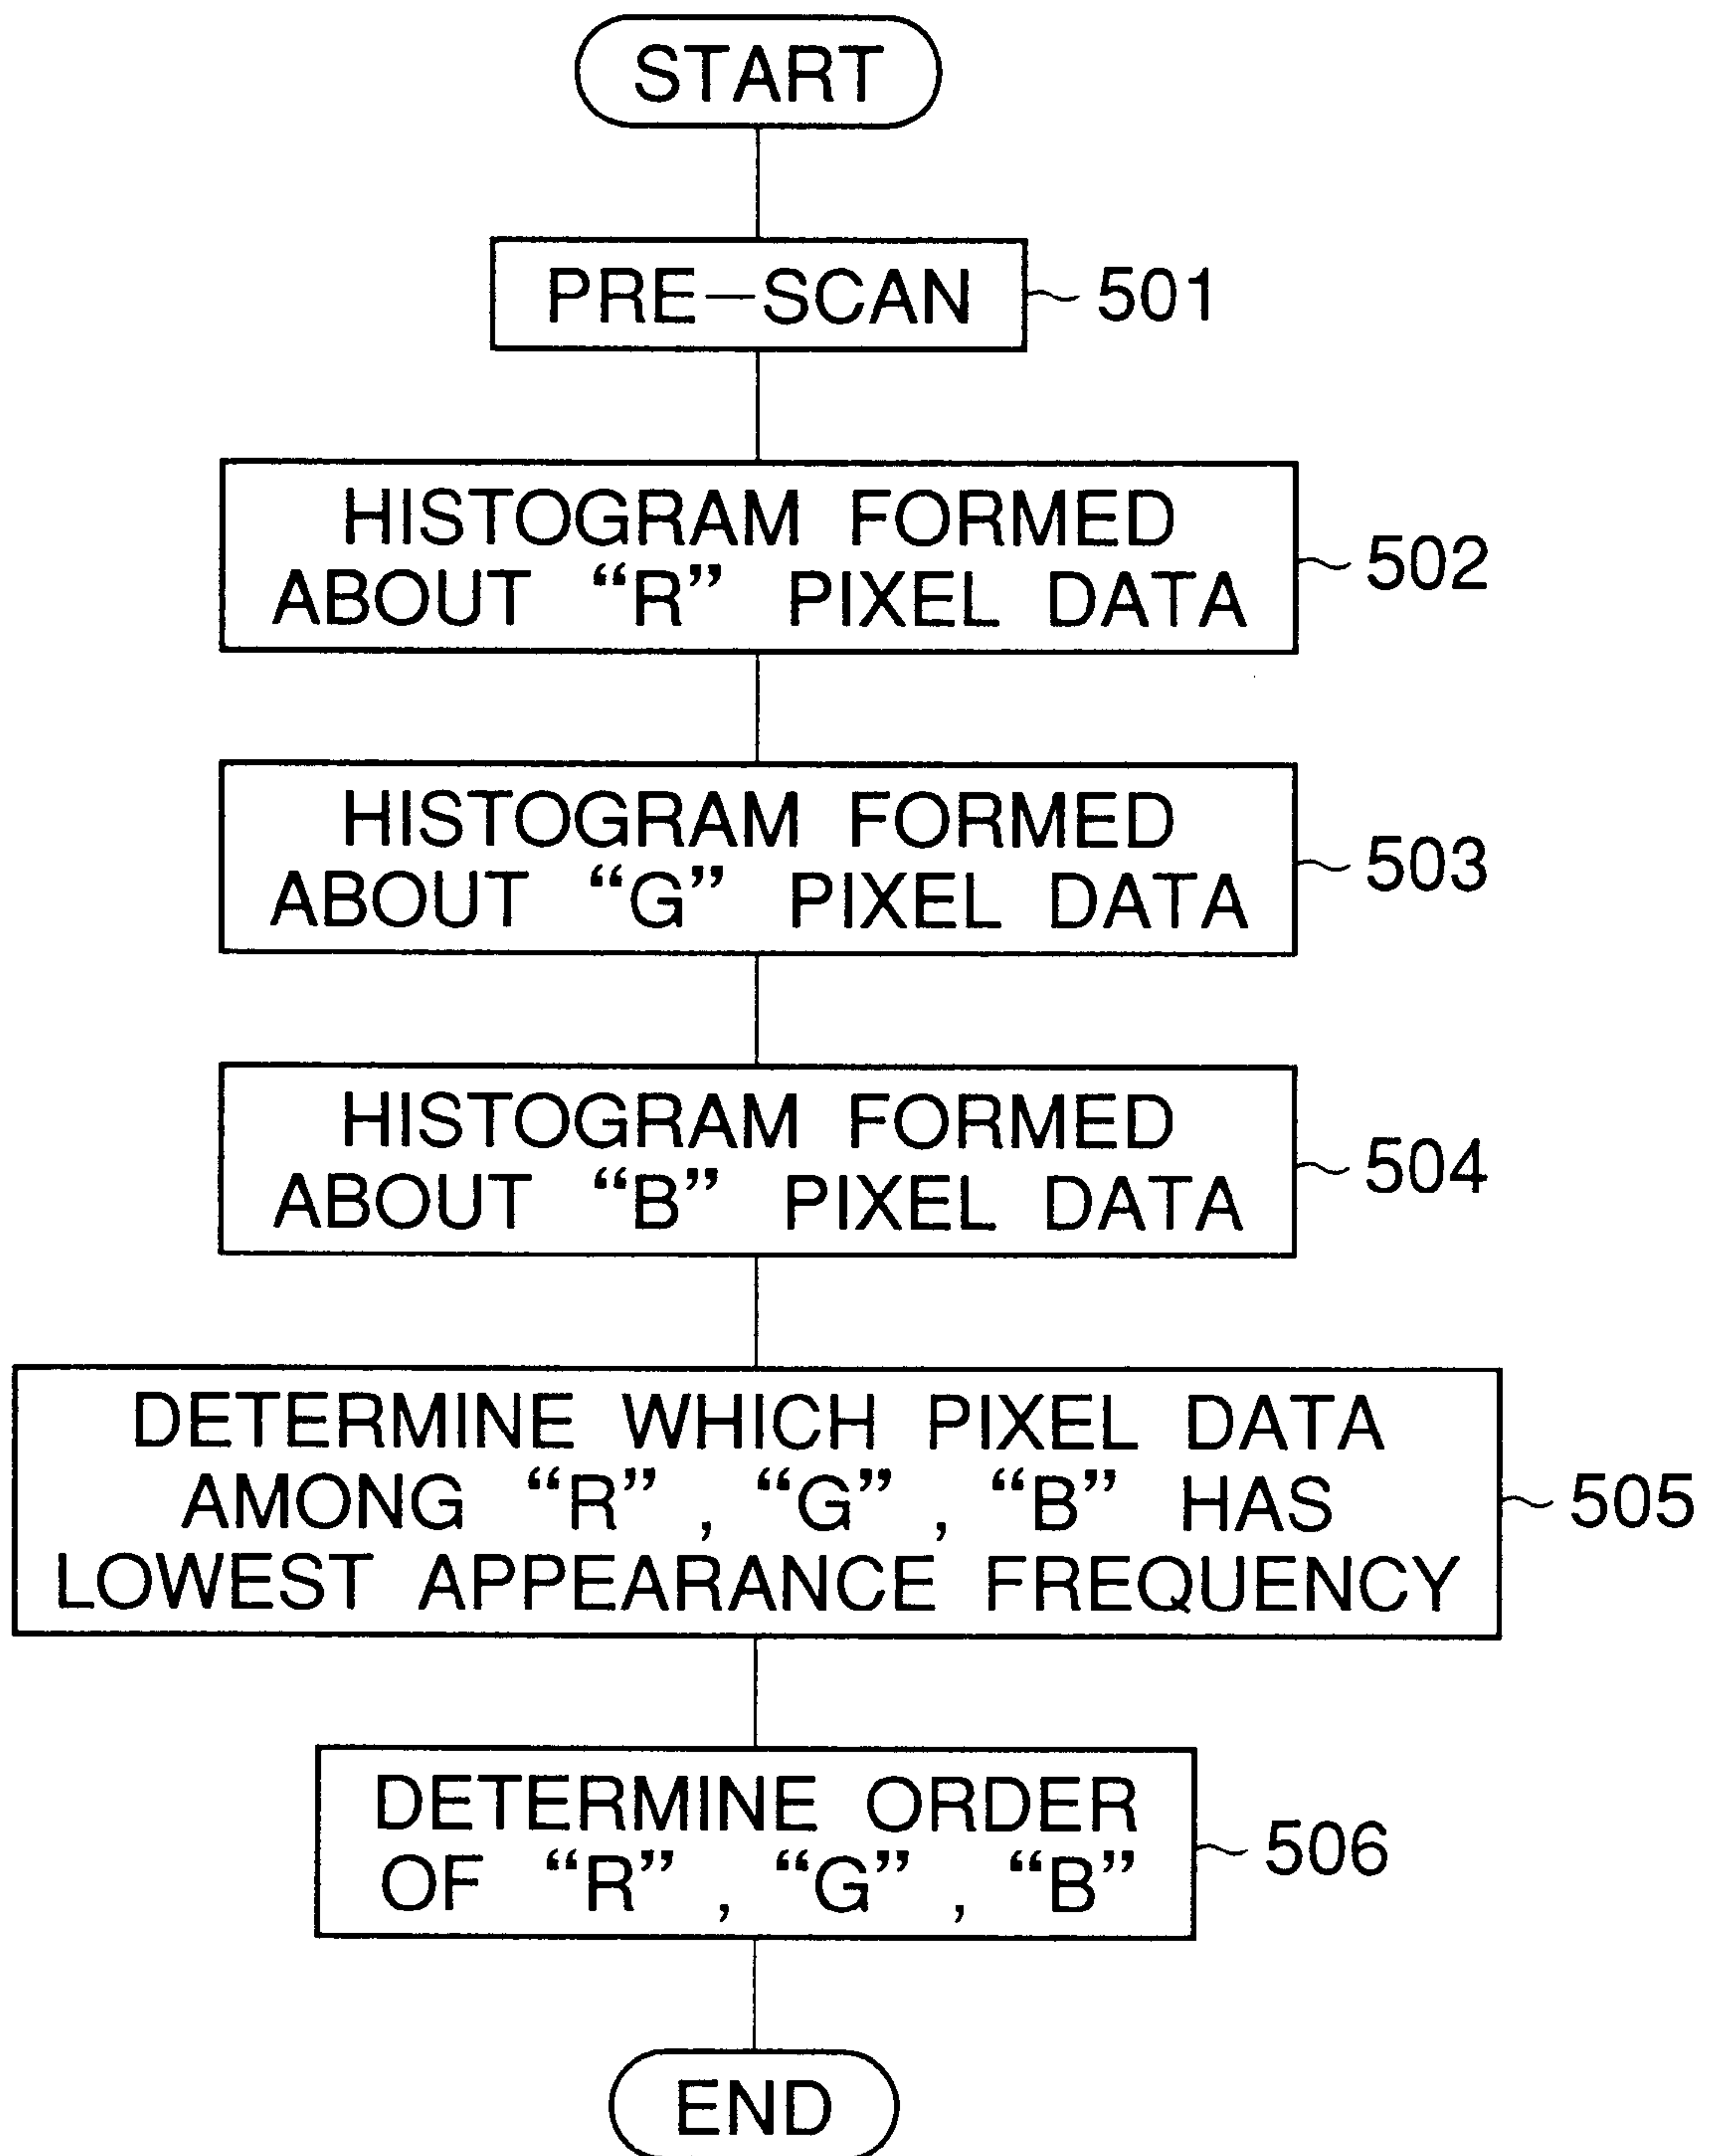 START
PRE–SCAN
501
HISTOGRAM FORMED
ABOUT “R” PIXEL DATA
502
HISTOGRAM FORMED
ABOUT “G” PIXEL DATA
503
HISTOGRAM FORMED
ABOUT “B” PIXEL DATA
504
DETERMINE WHICH PIXEL DATA
AMONG “R”, “G”, “B” HAS
LOWEST APPEARANCE FREQUENCY
505
DETERMINE ORDER
OF “R”, “G”, “B”
506
END